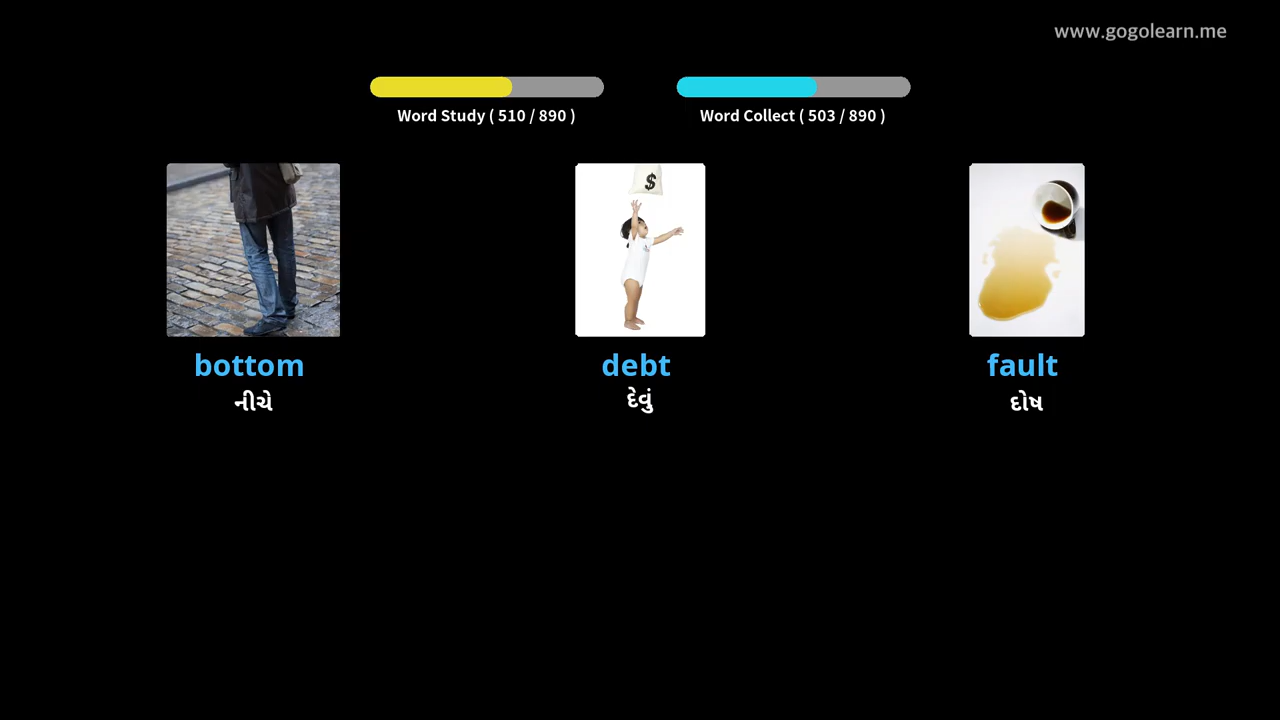 www.gogolearn.me
Word Study ( 510 / 890 )
Word Collect ( 503 / 890 )
$
bottom
debt
fault
નીચે
દેવું
દોષ